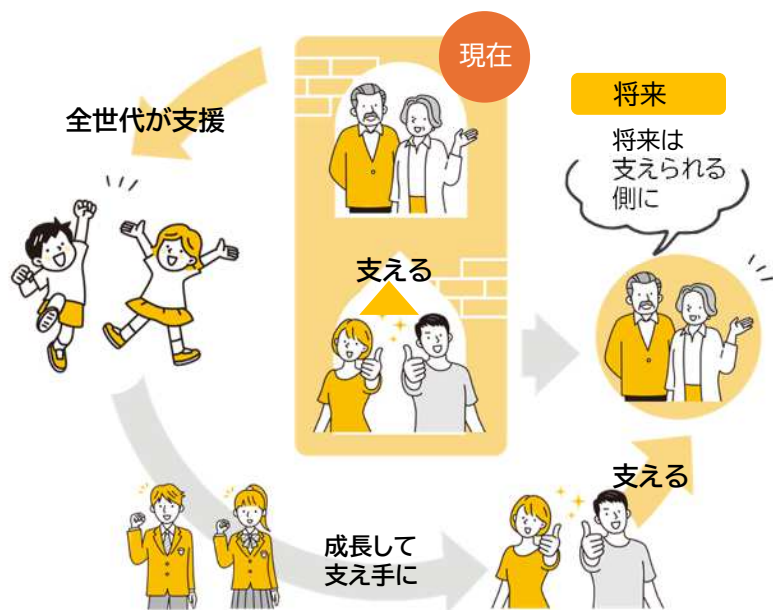 現在
全世代が支援
将来
将来は
支えられる
側に
支える
支える
成長して
支え手に